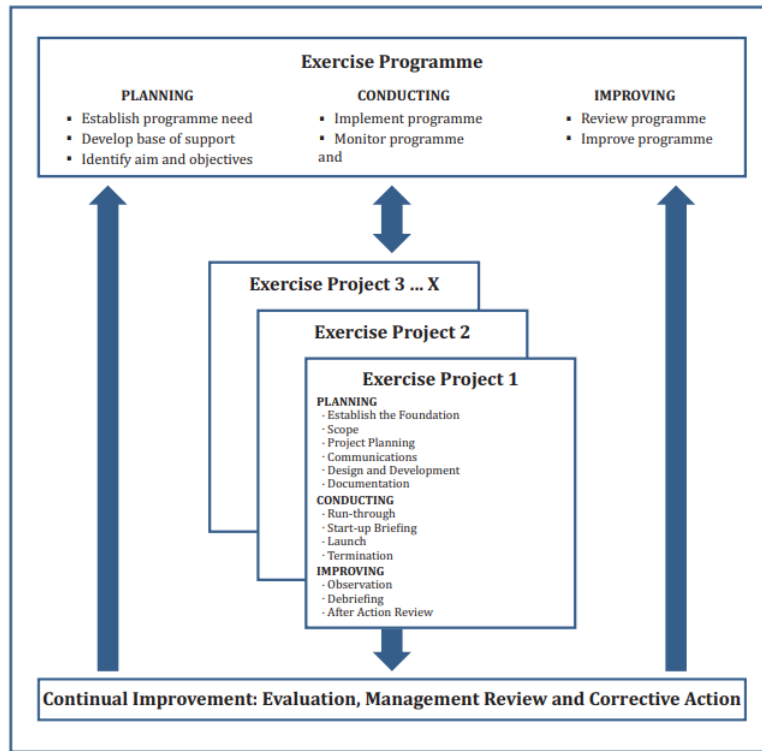 Exercise Programme
PLANNING
▪ Establish programme need
▪ Develop base of support
▪ Identify aim and objectives
CONDUCTING
▪ Implement programme
▪ Monitor programme
and
IMPROVING
▪ Review programme
▪ Improve programme
Exercise Project 3 ... X
Exercise Project 2
Exercise Project 1
PLANNING
· Establish the Foundation
· Scope
· Project Planning
· Communications
· Design and Development
· Documentation
CONDUCTING
· Run-through
· Start-up Briefing
· Launch
· Termination
IMPROVING
· Observation
· Debriefing
· After Action Review
Continual Improvement: Evaluation, Management Review and Corrective Action